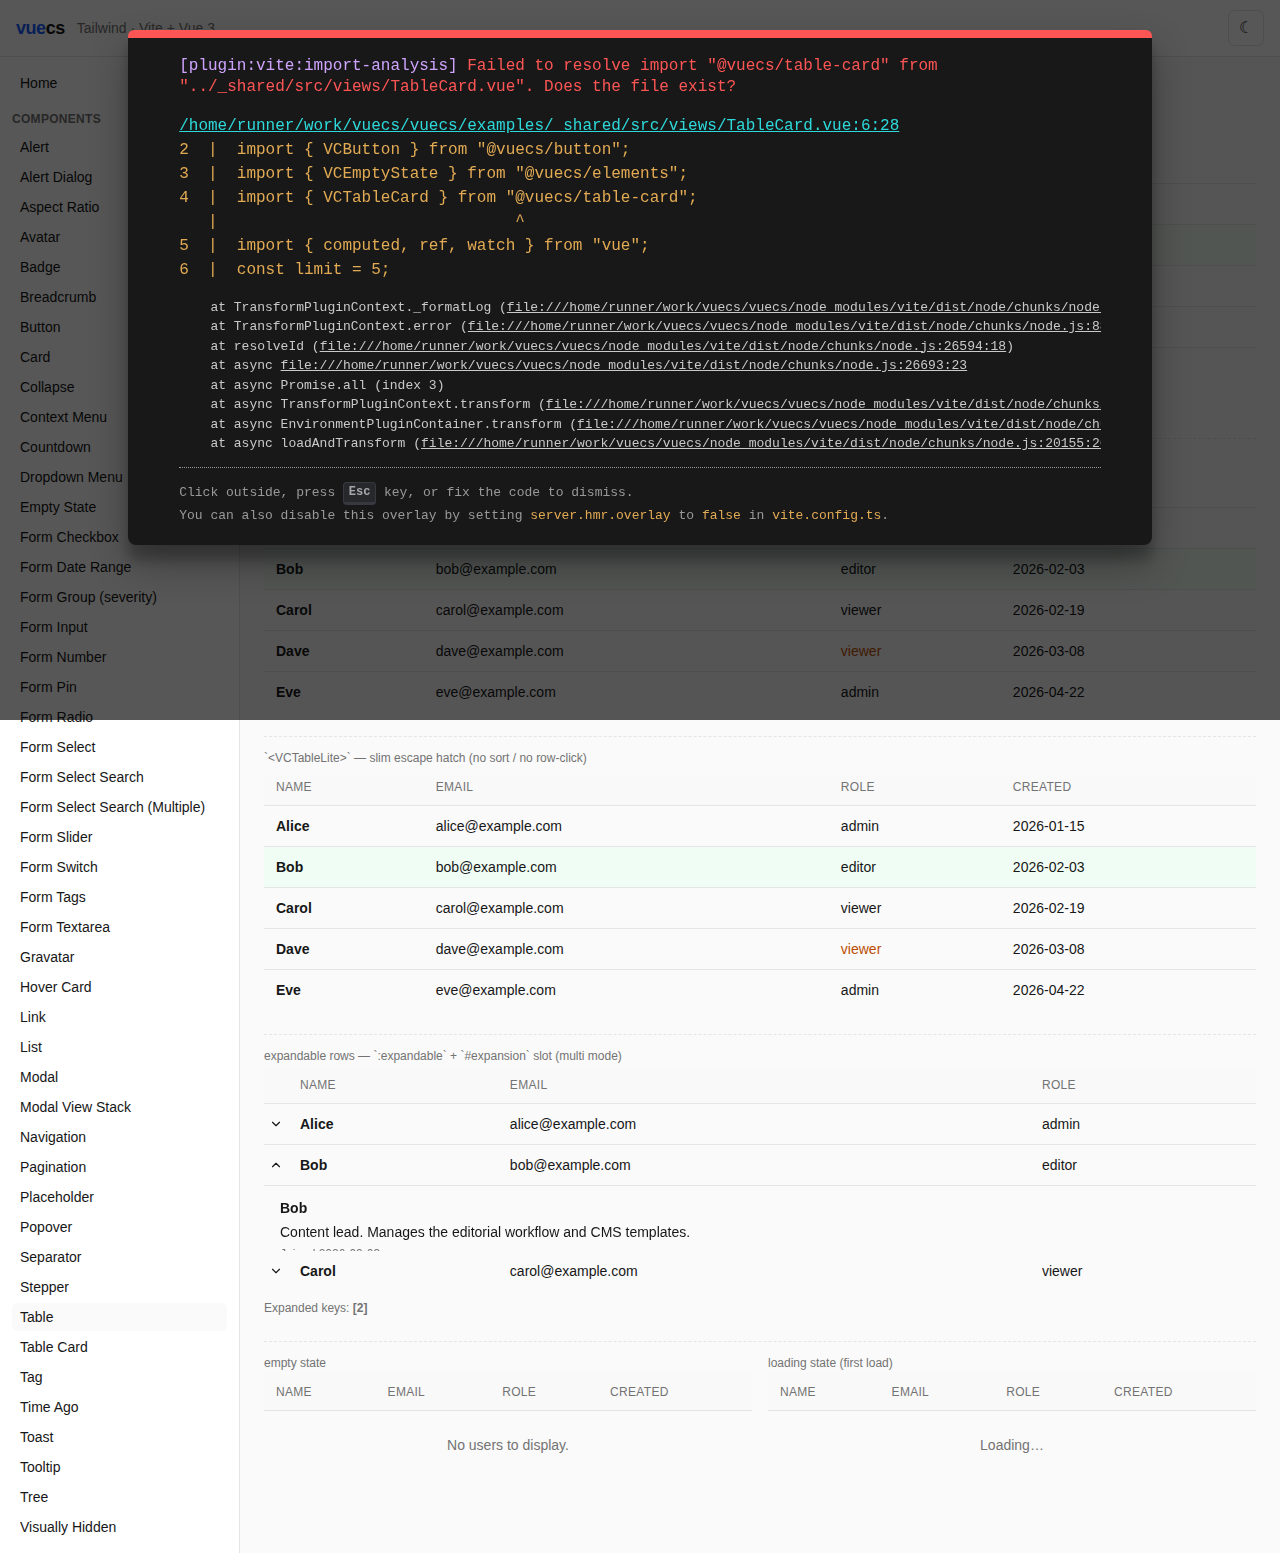 vuecs Tailwind · Vite + Vue 3
☾
[plugin:vite:import-analysis] Failed to resolve import "@vuecs/table-card" from
"../_shared/src/views/TableCard.vue". Does the file exist?
/home/runner/work/vuecs/vuecs/examples/_shared/src/views/TableCard.vue:6:28
2  |  import { VCButton } from "@vuecs/button";
3  |  import { VCEmptyState } from "@vuecs/elements";
4  |  import { VCTableCard } from "@vuecs/table-card";
   |                               ^
5  |  import { computed, ref, watch } from "vue";
6  |  const limit = 5;
at TransformPluginContext._formatLog (file:///home/runner/work/vuecs/vuecs/node_modules/vite/dist/node/chunks/node.
at TransformPluginContext.error (file:///home/runner/work/vuecs/vuecs/node_modules/vite/dist/node/chunks/node.js:8
at resolveId (file:///home/runner/work/vuecs/vuecs/node_modules/vite/dist/node/chunks/node.js:26594:18)
at async file:///home/runner/work/vuecs/vuecs/node_modules/vite/dist/node/chunks/node.js:26693:23
at async Promise.all (index 3)
at async TransformPluginContext.transform (file:///home/runner/work/vuecs/vuecs/node_modules/vite/dist/node/chunks
at async EnvironmentPluginContainer.transform (file:///home/runner/work/vuecs/vuecs/node_modules/vite/dist/node/ch
at async loadAndTransform (file:///home/runner/work/vuecs/vuecs/node_modules/vite/dist/node/chunks/node.js:20155:2
Click outside, press Esc key, or fix the code to dismiss.
You can also disable this overlay by setting server.hmr.overlay to false in vite.config.ts.
Home
COMPONENTS
Alert
Alert Dialog
Aspect Ratio
Avatar
Badge
Breadcrumb
Button
Card
Collapse
Context Menu
Countdown
Dropdown Menu
Empty State
Form Checkbox
Form Date Range
Form Group (severity)
Form Input
Form Number
Form Pin
Form Radio
Form Select
Form Select Search
Form Select Search (Multiple)
Form Slider
Form Switch
Form Tags
Form Textarea
Gravatar
Hover Card
Link
List
Modal
Modal View Stack
Navigation
Pagination
Placeholder
Popover
Separator
Stepper
Table
Table Card
Tag
Time Ago
Toast
Tooltip
Tree
Visually Hidden
Bob bob@example.com editor 2026-02-03
Carol carol@example.com viewer 2026-02-19
Dave dave@example.com viewer 2026-03-08
Eve eve@example.com admin 2026-04-22
`<VCTableLite>` — slim escape hatch (no sort / no row-click)
NAME EMAIL ROLE CREATED
Alice alice@example.com admin 2026-01-15
Bob bob@example.com editor 2026-02-03
Carol carol@example.com viewer 2026-02-19
Dave dave@example.com viewer 2026-03-08
Eve eve@example.com admin 2026-04-22
expandable rows — `:expandable` + `#expansion` slot (multi mode)
NAME EMAIL ROLE
Alice alice@example.com admin
Bob bob@example.com editor
Bob
Content lead. Manages the editorial workflow and CMS templates.
Carol carol@example.com viewer
Expanded keys: [2]
empty state
NAME EMAIL ROLE CREATED
No users to display.
loading state (first load)
NAME EMAIL ROLE CREATED
Loading…